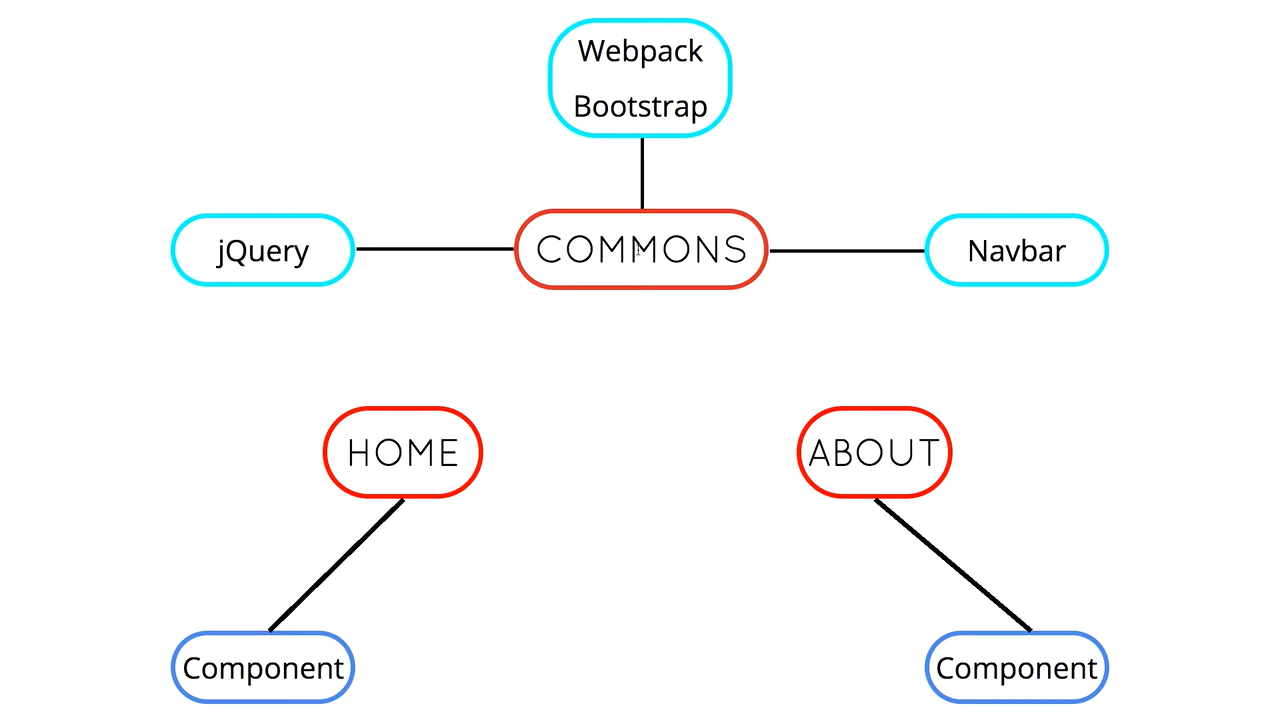 Webpack
Bootstrap
jQuery
COMMONS
Navbar
HOME
ABOUT
Component
Component